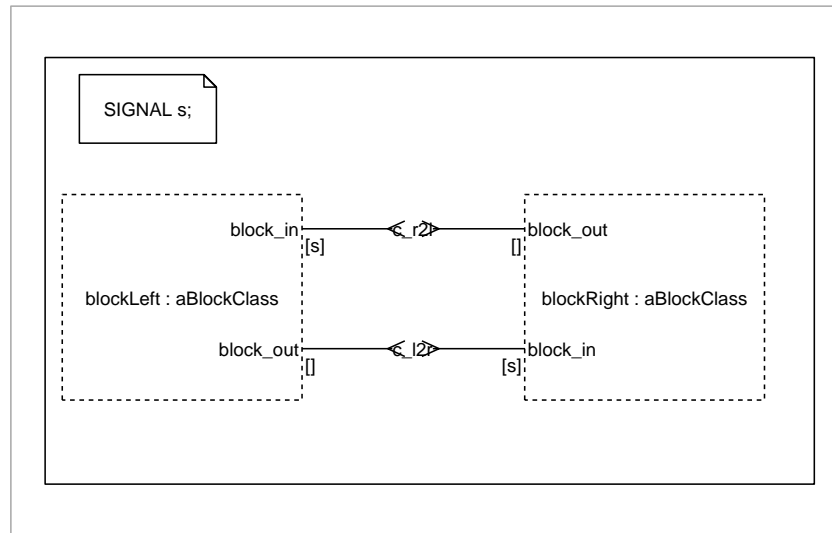 SIGNAL s;
block_in c_r2l block_out
[s] []
blockLeft : aBlockClass blockRight : aBlockClass
block_out c_l2r block_in
[] [s]